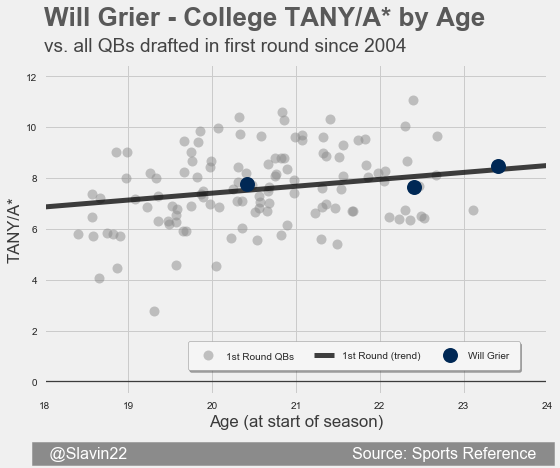 Will Grier - College TANY/A* by Age
vs. all QBs drafted in first round since 2004
TANY/A*
12
10
8
6
4
2
0
1st Round QBs
1st Round (trend)
Will Grier
18 19 20 21 22 23 24
Age (at start of season)
@Slavin22 Source: Sports Reference